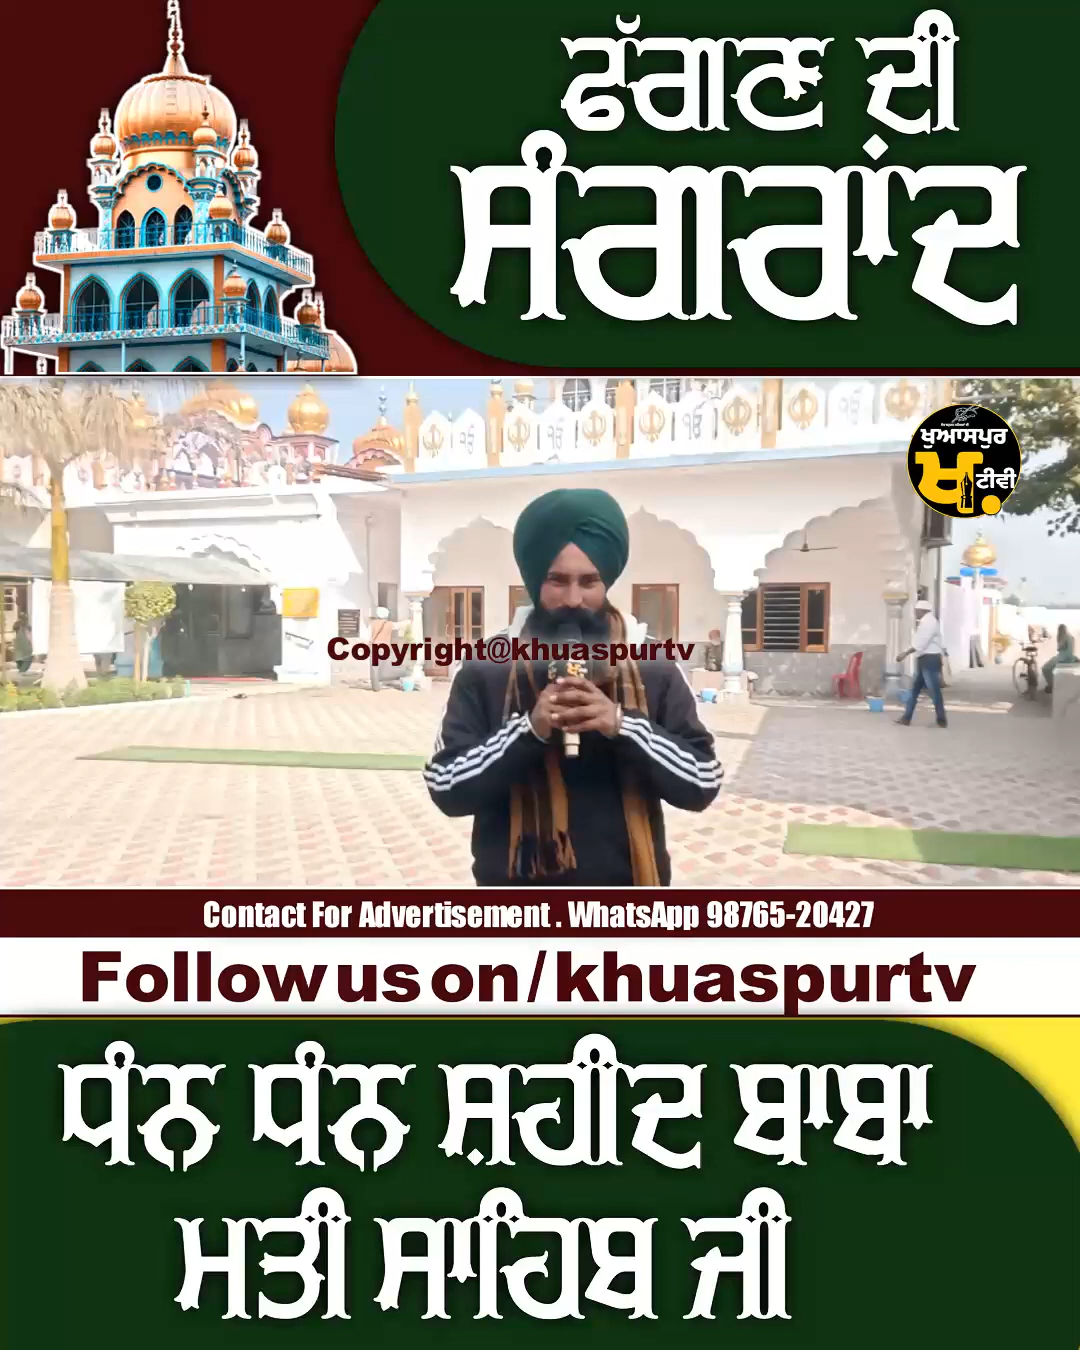 ਫੱਗਣ ਦੀ
ਸੰਗਰਾਂਦ
ਖੁਆਸਪੁਰ
ਖ਼ ਟੀਵੀ
Copyright@khuaspurtv
Contact For Advertisement . WhatsApp 98765-20427
Follow us on / khuaspurtv
ਧੰਨ ਧੰਨ ਸ਼ਹੀਦ ਬਾਬਾ
ਮਤੀ ਸਾਹਿਬ ਜੀ